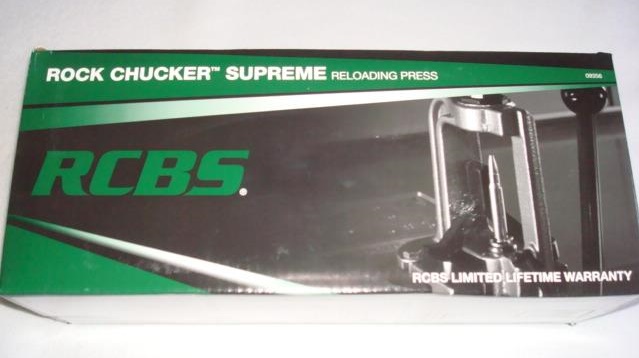 ROCK CHUCKER™ SUPREME RELOADING PRESS
09356
RCBS®
RCBS LIMITED LIFETIME WARRANTY